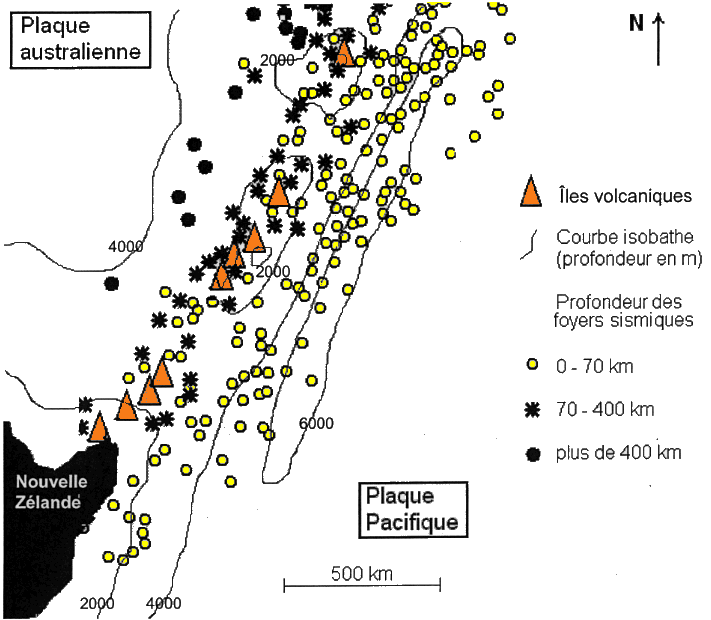 Plaque
australienne
N
2000
Îles volcaniques
Courbe isobathe
(profondeur en m)
4000
2000
Profondeur des
foyers sismiques
0 - 70 km
70 - 400 km
6000
plus de 400 km
Nouvelle
Zélande
Plaque
Pacifique
500 km
2000
4000